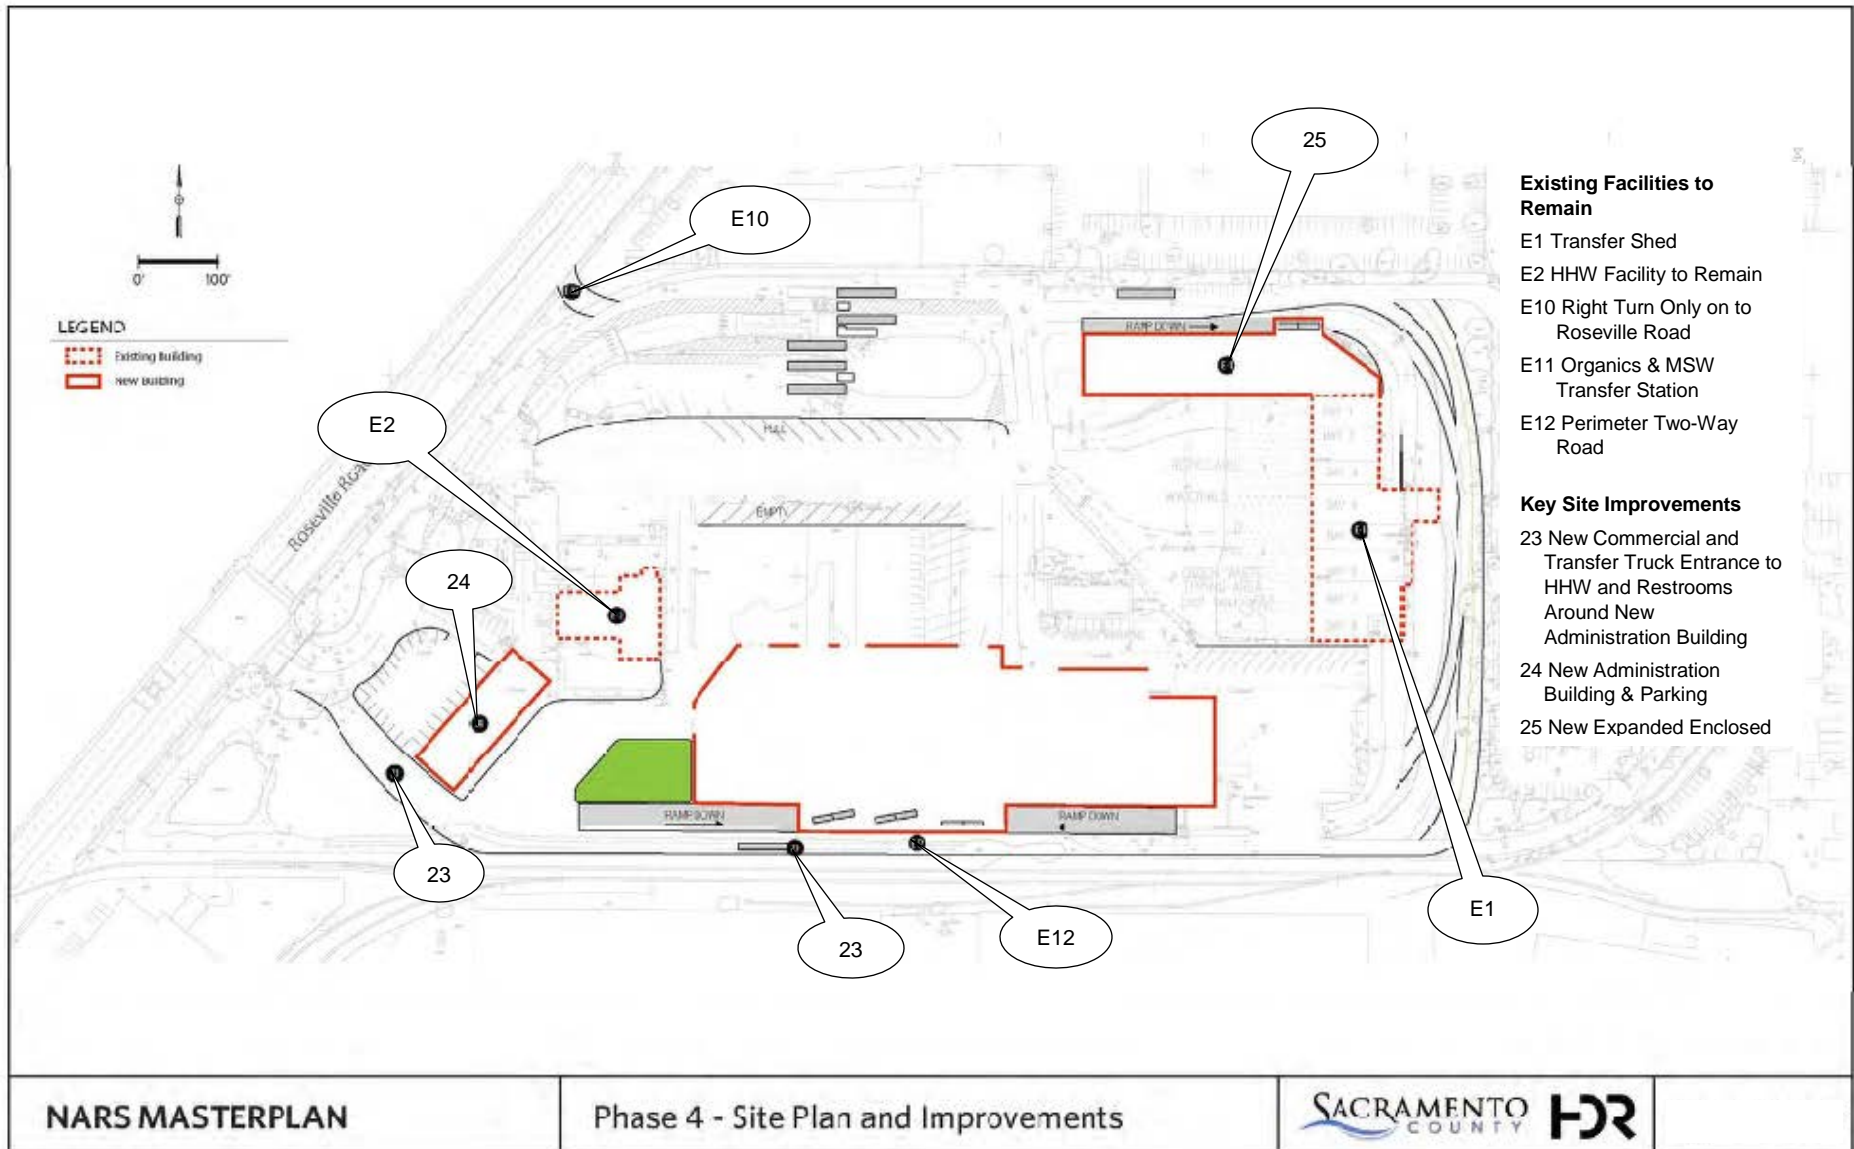 25
E10
Existing Facilities to
Remain
E1 Transfer Shed
E2 HHW Facility to Remain
E10 Right Turn Only on to
Roseville Road
E11 Organics & MSW
Transfer Station
E12 Perimeter Two-Way
Road
Key Site Improvements
23 New Commercial and
Transfer Truck Entrance to
HHW and Restrooms
Around New
Administration Building
24 New Administration
Building & Parking
25 New Expanded Enclosed
0' 100'
LEGEND
Existing Building
New Building
RAMP DOWN
E2
FULL
Roseville Road
EMPTY
24
RAMP DOWN
RAMP DOWN
23
23
E12
E1
NARS MASTERPLAN
Phase 4 - Site Plan and Improvements
SACRAMENTO
COUNTY
HDR